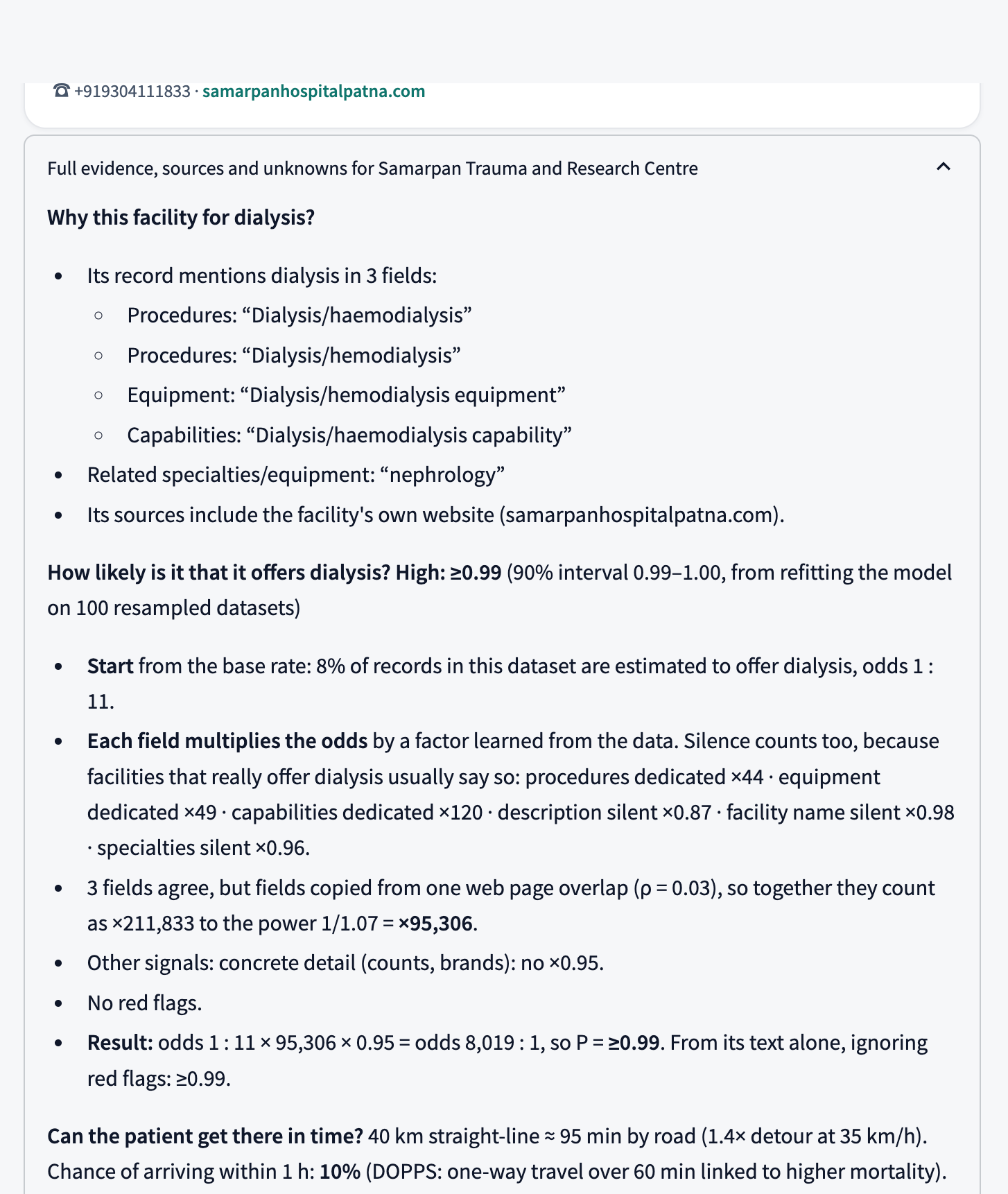 ☎ +919304111833 · samarpanhospitalpatna.com
Full evidence, sources and unknowns for Samarpan Trauma and Research Centre
Why this facility for dialysis?
• Its record mentions dialysis in 3 fields:
○ Procedures: “Dialysis/haemodialysis”
○ Procedures: “Dialysis/hemodialysis”
○ Equipment: “Dialysis/hemodialysis equipment”
○ Capabilities: “Dialysis/haemodialysis capability”
• Related specialties/equipment: “nephrology”
• Its sources include the facility's own website (samarpanhospitalpatna.com).
How likely is it that it offers dialysis? High: ≥0.99 (90% interval 0.99–1.00, from refitting the model
on 100 resampled datasets)
• Start from the base rate: 8% of records in this dataset are estimated to offer dialysis, odds 1 :
11.
• Each field multiplies the odds by a factor learned from the data. Silence counts too, because
facilities that really offer dialysis usually say so: procedures dedicated ×44 · equipment
dedicated ×49 · capabilities dedicated ×120 · description silent ×0.87 · facility name silent ×0.98
· specialties silent ×0.96.
• 3 fields agree, but fields copied from one web page overlap (ρ = 0.03), so together they count
as ×211,833 to the power 1/1.07 = ×95,306.
• Other signals: concrete detail (counts, brands): no ×0.95.
• No red flags.
• Result: odds 1 : 11 × 95,306 × 0.95 = odds 8,019 : 1, so P = ≥0.99. From its text alone, ignoring
red flags: ≥0.99.
Can the patient get there in time? 40 km straight-line ≈ 95 min by road (1.4× detour at 35 km/h).
Chance of arriving within 1 h: 10% (DOPPS: one-way travel over 60 min linked to higher mortality).